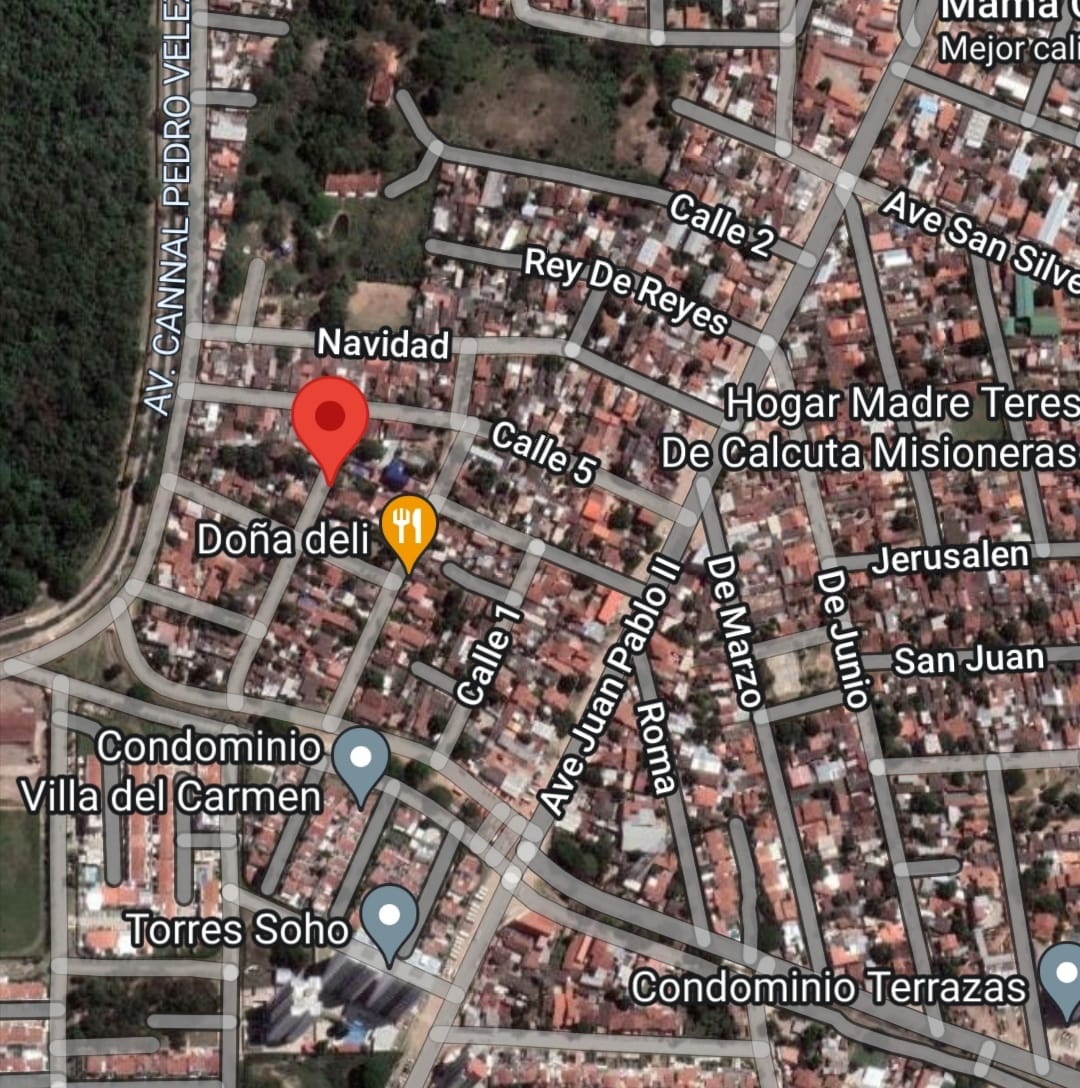 Mama
Mejor cali
AV. CANNAL PEDRO VELEZ
Calle 2
Ave San Silve
Rey De Reyes
Navidad
Hogar Madre Teres
De Calcuta Misioneras
Calle 5
Doña deli
Jerusalen
De Marzo
De Junio
Ave Juan Pablo II
Calle 1
San Juan
Roma
Condominio
Villa del Carmen
Torres Soho
Condominio Terrazas